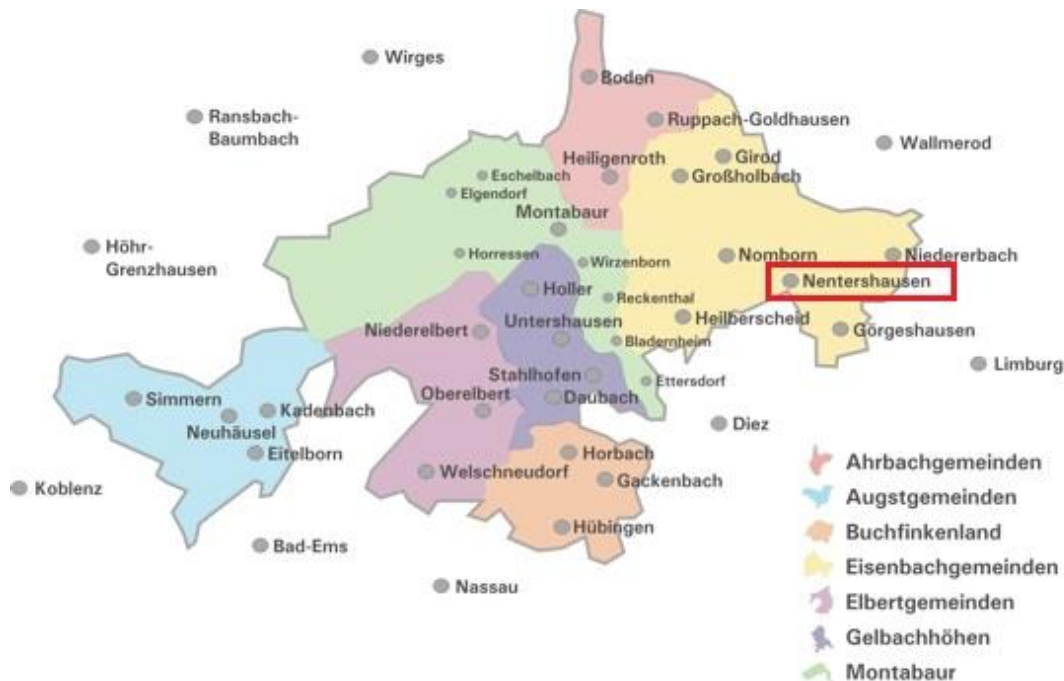 Wirges
Boden
Ransbach-
Baumbach
Ruppach-Goldhausen
Wallmerod
Girod
Heiligenroth
Großholbach
Eschelbach
Elgendorf
Montabaur
Höhr-
Grenzhausen
Horressen
Wirzenborn
Nomborn
Niedererbach
Nentershausen
Holler
Reckenthal
Untershausen
Heilberscheid
Niederelbert
Görgeshausen
Bladernheim
Limburg
Stahlhofen
Ettersdorf
Simmern
Oberelbert
Daubach
Kadenbach
Neuhäusel
Diez
Eitelborn
Horbach
Welschneudorf
Gackenbach
Koblenz
Hübingen
Bad-Ems
Nassau
Ahrbachgemeinden
Augstgemeinden
Buchfinkenland
Eisenbachgemeinden
Elbertgemeinden
Gelbachhöhen
Montabaur